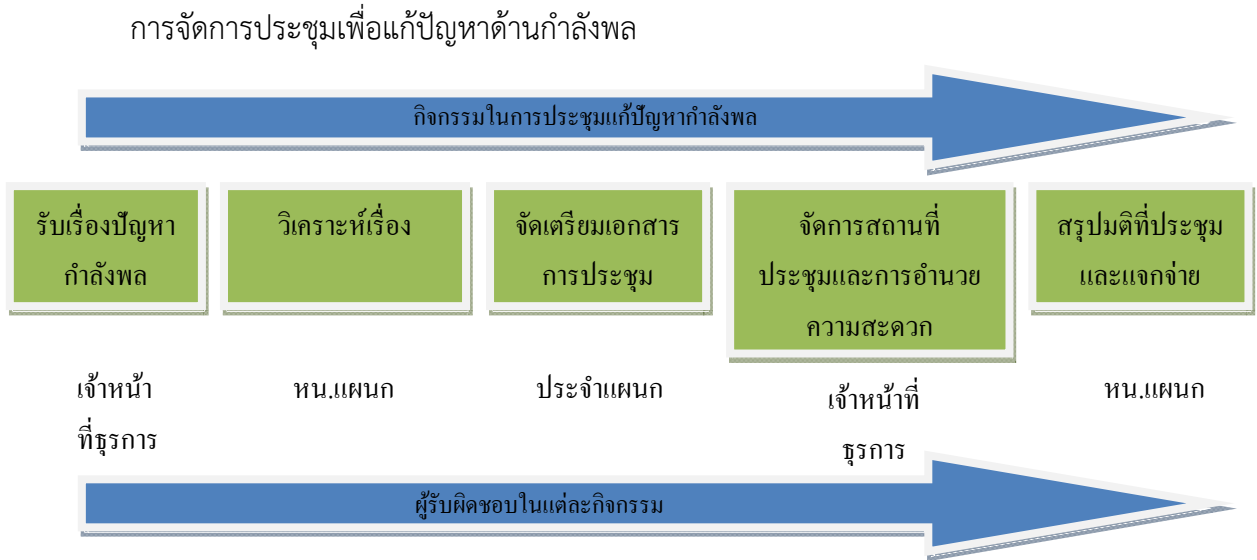 การจัดการประชุมเพื่อแก้ปัญหาด้านกำลังพล
กิจกรรมในการประชุมแก้ปัญหากำลังพล
รับเรื่องปัญหา
กำลังพล
วิเคราะห์เรื่อง
จัดเตรียมเอกสาร
การประชุม
จัดการสถานที่
ประชุมและการอำนวย
ความสะดวก
สรุปมติที่ประชุม
และแจกจ่าย
เจ้าหน้า
ที่ธุรการ
หน.แผนก
ประจำแผนก
เจ้าหน้าที่
ธุรการ
หน.แผนก
ผู้รับผิดชอบในแต่ละกิจกรรม